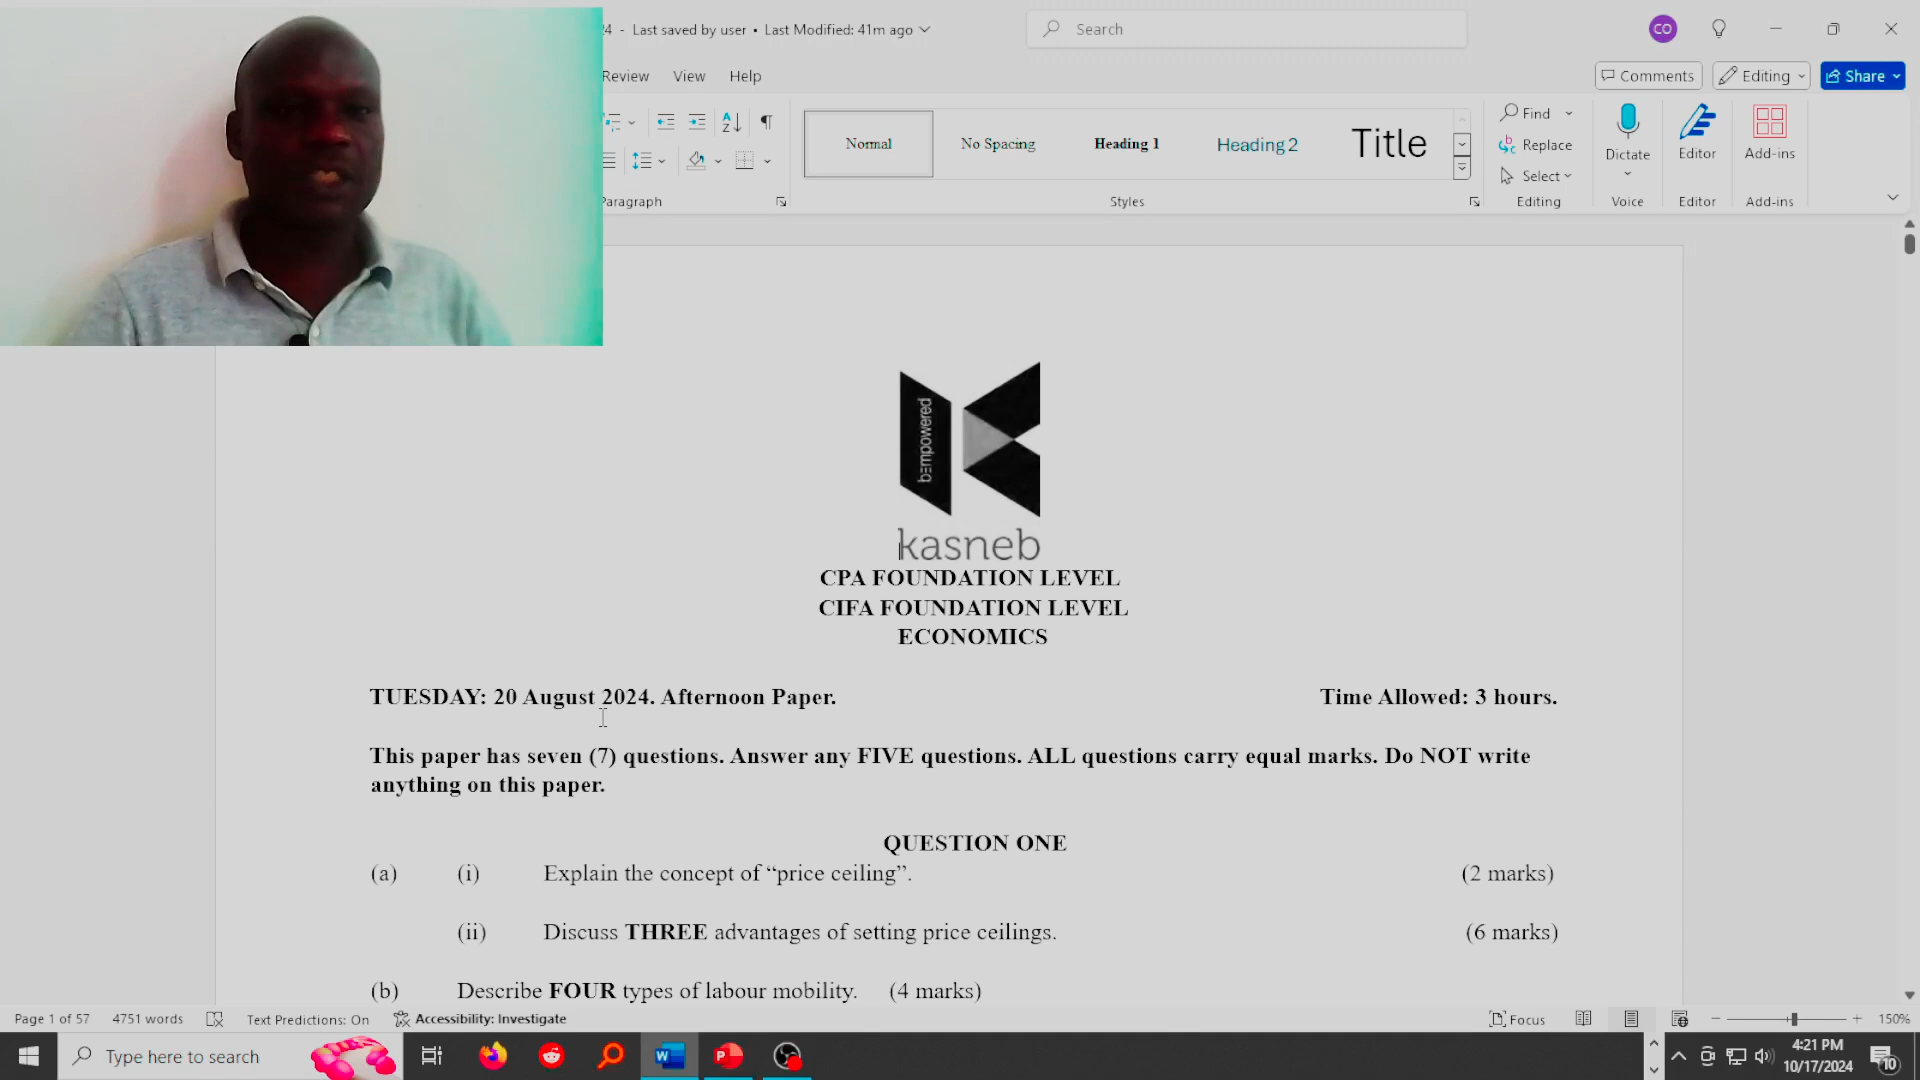 24 - Last saved by user • Last Modified: 41m ago
Search
CO
Review View Help
Comments
Editing
Share
Normal
No Spacing
Heading 1
Heading 2
Title
Find
Replace
Select
Dictate
Editor
Add-ins
Paragraph
Styles
Editing
Voice
Editor
Add-ins
bempowered
kasneb
CPA FOUNDATION LEVEL
CIFA FOUNDATION LEVEL
ECONOMICS
TUESDAY: 20 August 2024. Afternoon Paper. Time Allowed: 3 hours.
This paper has seven (7) questions. Answer any FIVE questions. ALL questions carry equal marks. Do NOT write
anything on this paper.
QUESTION ONE
(a) (i) Explain the concept of “price ceiling”. (2 marks)
(ii) Discuss THREE advantages of setting price ceilings. (6 marks)
(b) Describe FOUR types of labour mobility. (4 marks)
Page 1 of 57 4751 words Text Predictions: On Accessibility: Investigate Focus 150%
Type here to search
4:21 PM
10/17/2024
10